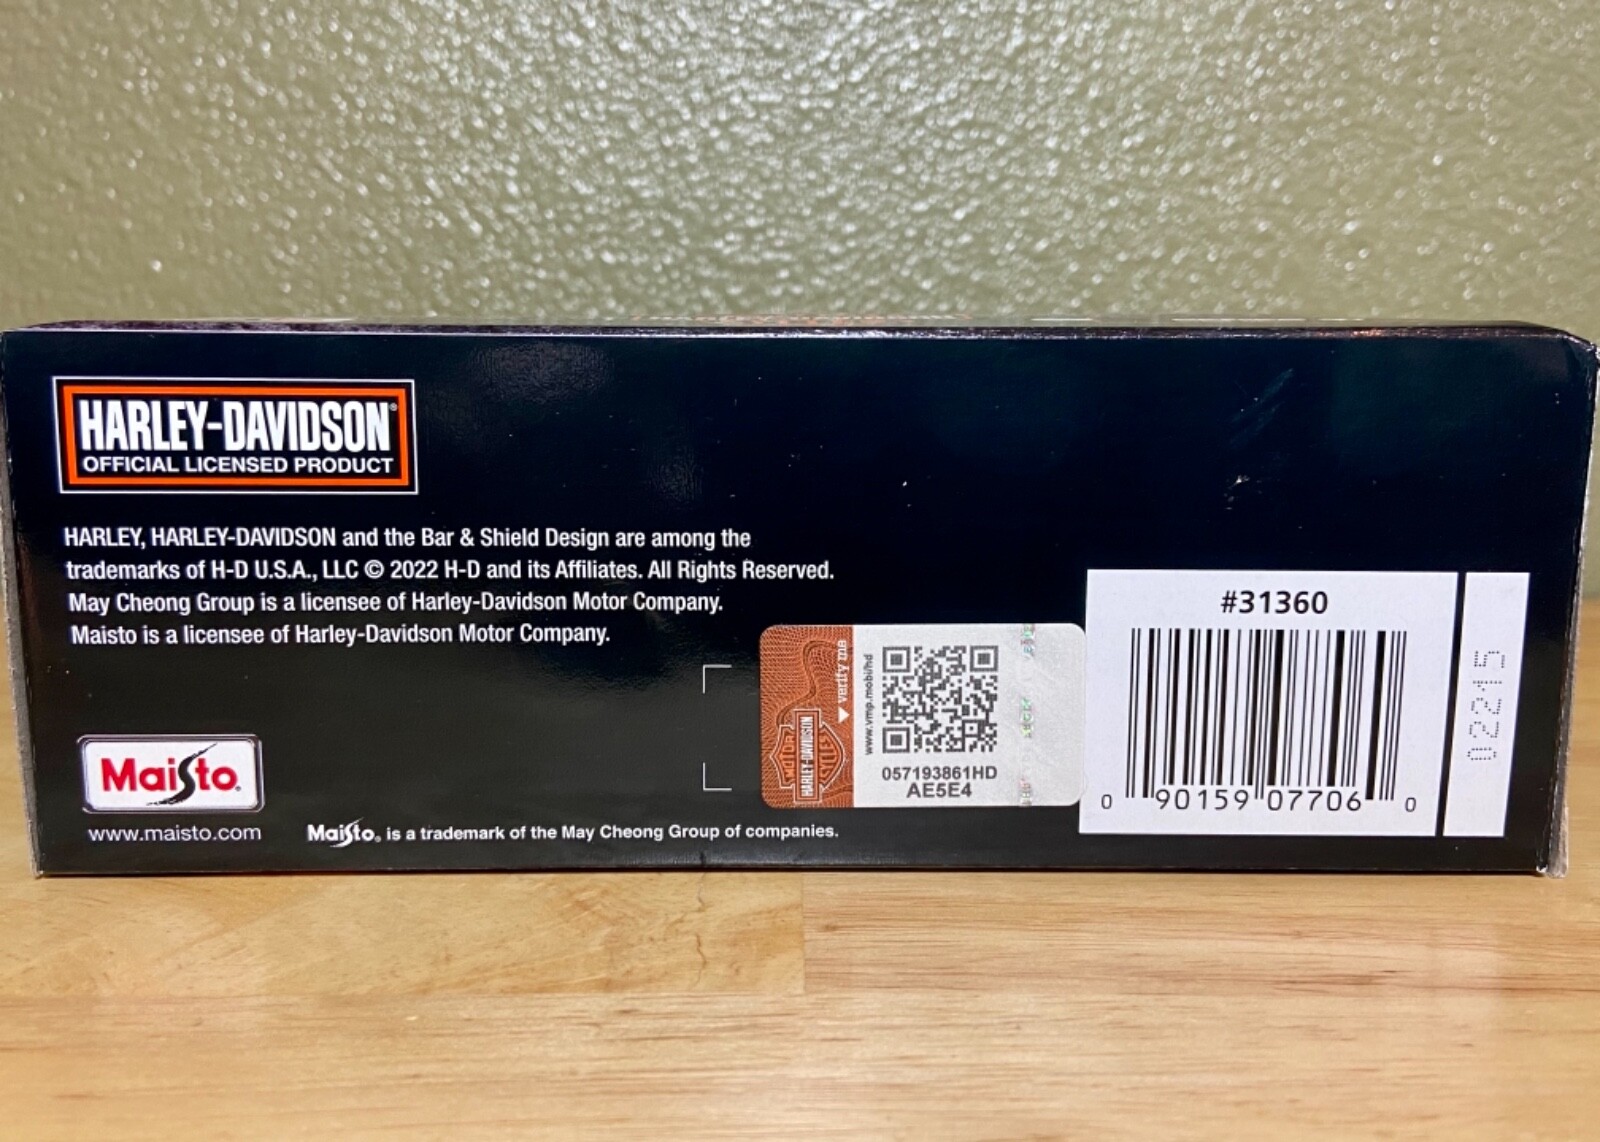 HARLEY-DAVIDSON®
OFFICIAL LICENSED PRODUCT
HARLEY, HARLEY-DAVIDSON and the Bar & Shield Design are among the
trademarks of H-D U.S.A., LLC © 2022 H-D and its Affiliates. All Rights Reserved.
May Cheong Group is a licensee of Harley-Davidson Motor Company.
Maisto is a licensee of Harley-Davidson Motor Company.
Maisto®
www.maisto.com
Maisto® is a trademark of the May Cheong Group of companies.
MOTOR
HARLEY-DAVIDSON
CYCLES
▼ verify me
www.vmp.mobi/hd
057193861HD
AE5E4
#31360
0 90159 07706 0
02215